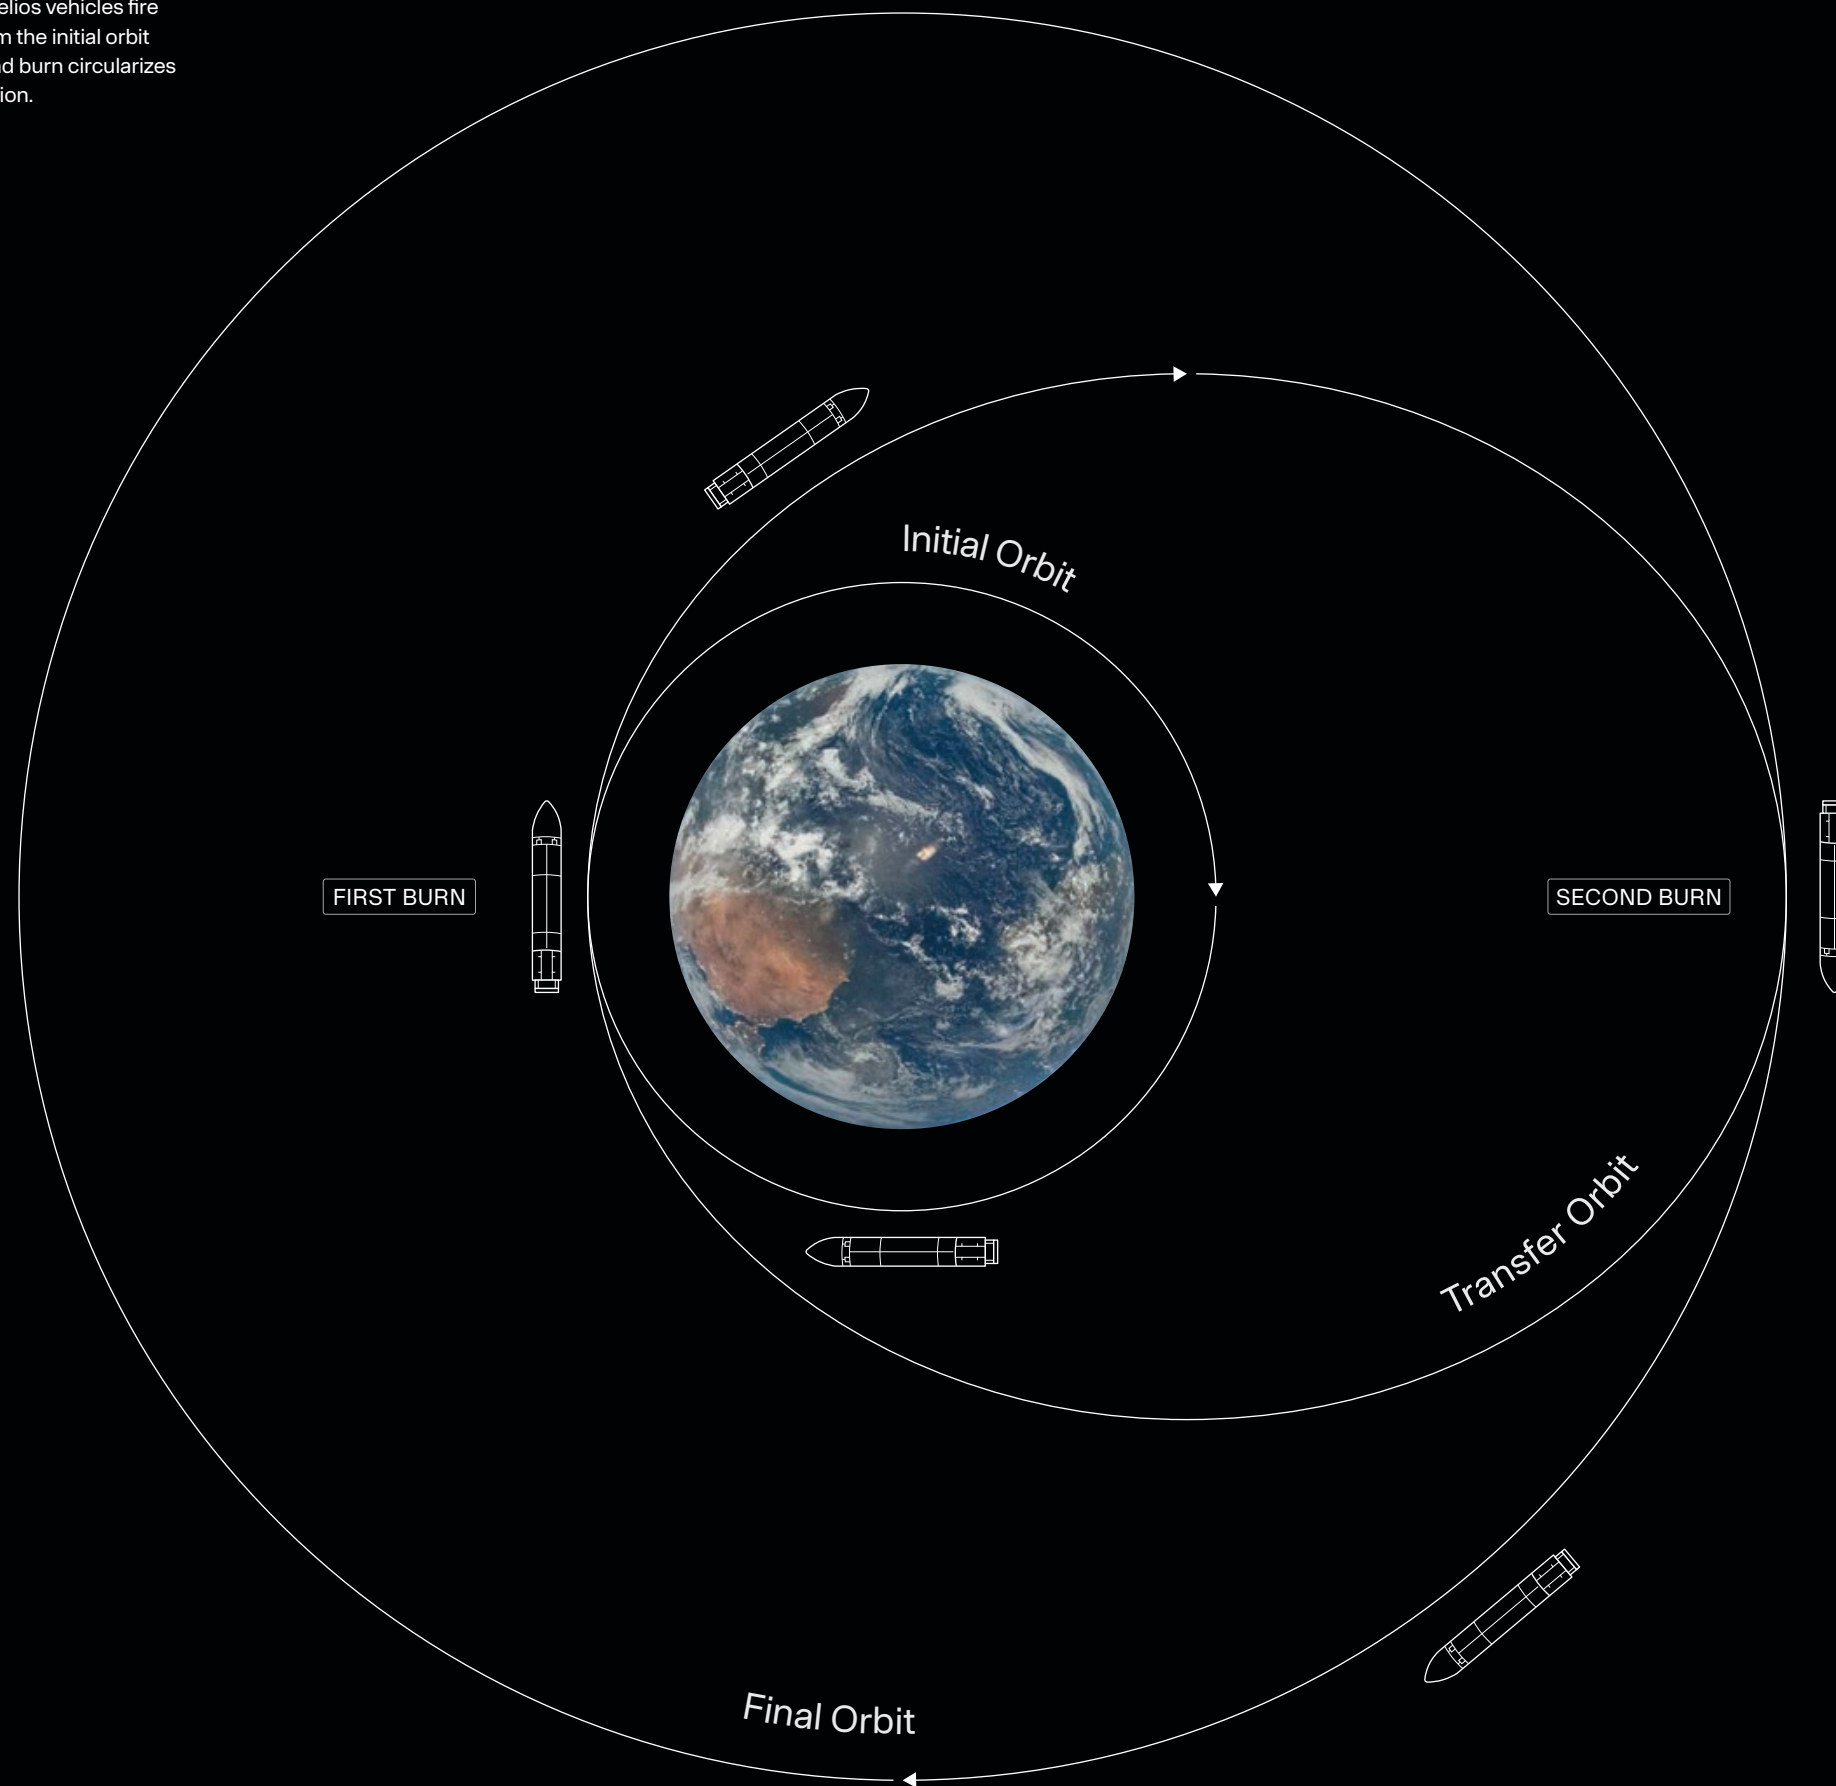 elios vehicles fire
m the initial orbit
d burn circularizes
ion.
Initial Orbit
FIRST BURN
SECOND BURN
Transfer Orbit
Final Orbit